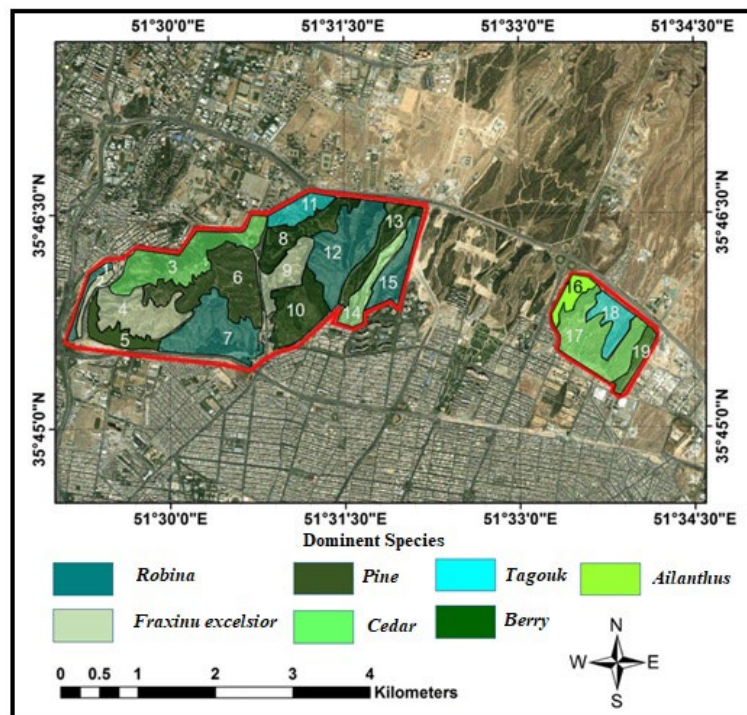 51°30'0"E 51°31'30"E 51°33'0"E 51°34'30"E
35°46'30"N 35°46'30"N
35°45'0"N 35°45'0"N
11
13
8
12
3
1
9
6
15
4
10
14
7
5
16
18
17
19
51°30'0"E 51°31'30"E 51°33'0"E 51°34'30"E
Dominent Species
Robina Pine Tagouk Ailanthus
Fraxinu excelsior Cedar Berry
0 0.5 1 2 3 4
Kilometers
N
W E
S